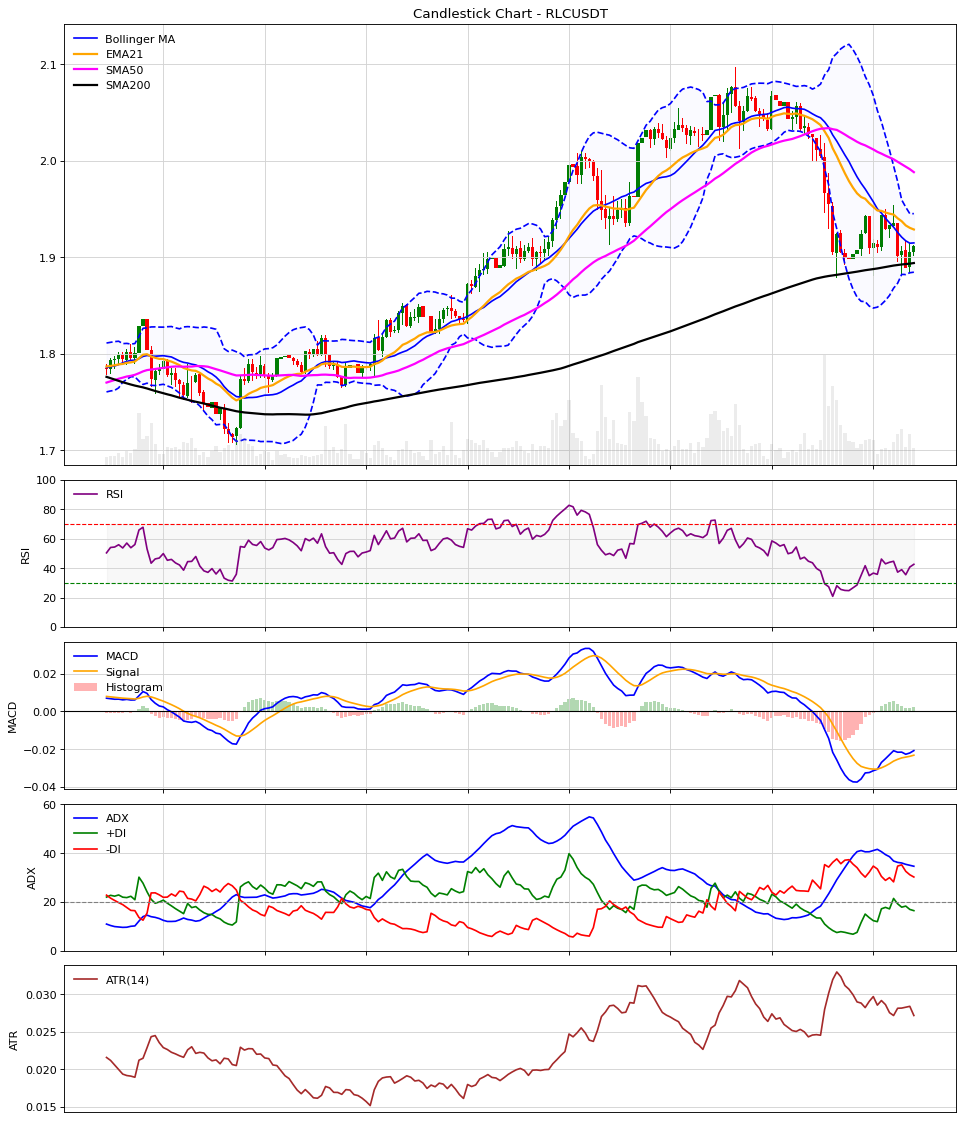 Candlestick Chart - RLCUSDT
Bollinger MA
EMA21
SMA50
SMA200
2.1
2.0
1.9
1.8
1.7
RSI
100
80
60
40
20
0
RSI
MACD
Signal
Histogram
0.02
0.00
−0.02
−0.04
MACD
ADX
+DI
-DI
60
40
20
0
ADX
ATR(14)
0.030
0.025
0.020
0.015
ATR